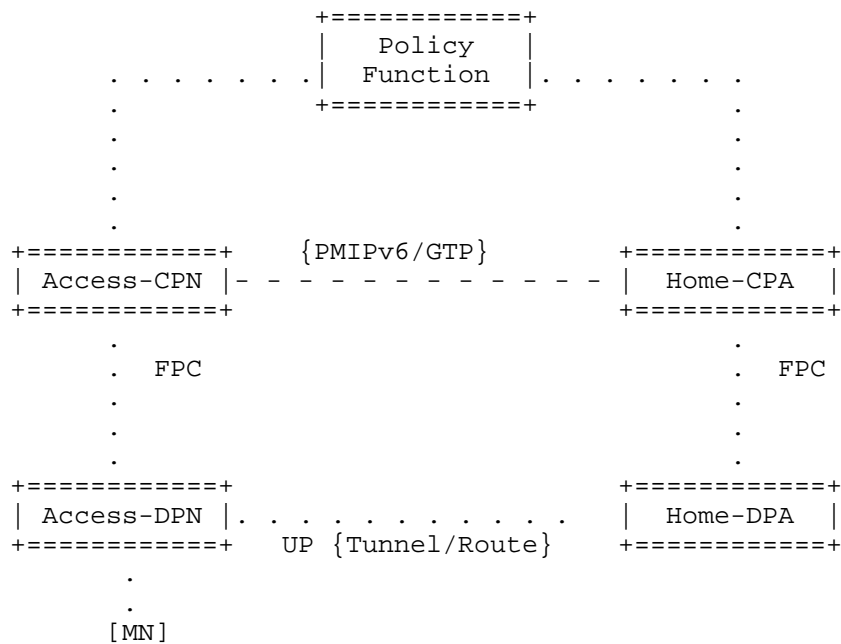 Policy
Function
{PMIPv6/GTP}
Access-CPN Home-CPA
FPC FPC
Access-DPN Home-DPA
UP {Tunnel/Route}
[MN]